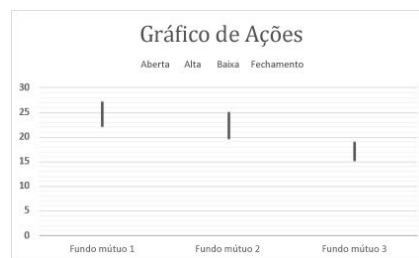 Gráfico de Ações
Aberta Alta Baixa Fechamento
30
25
20
15
10
5
0
Fundo mútuo 1 Fundo mútuo 2 Fundo mútuo 3